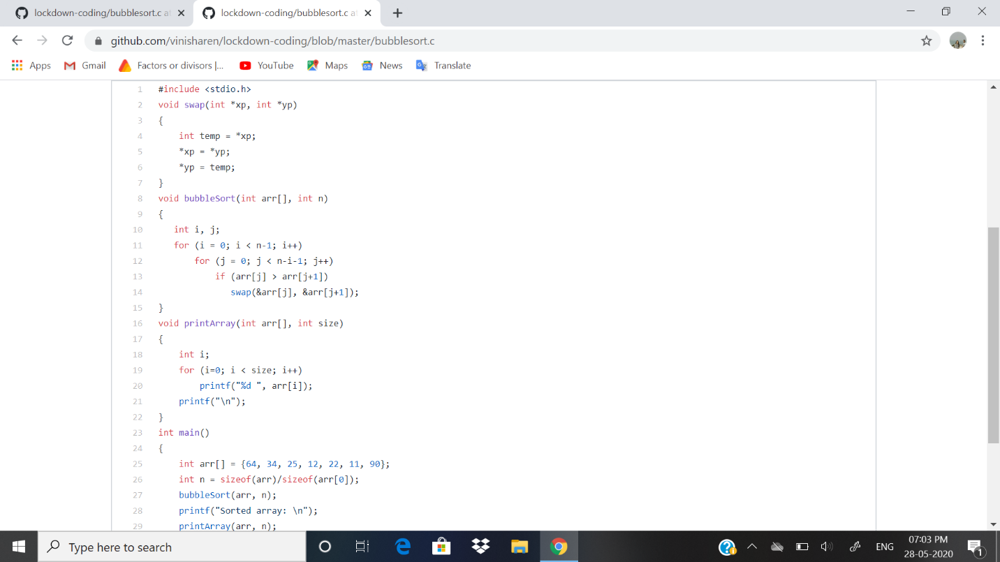 lockdown-coding/bubblesort.c at
lockdown-coding/bubblesort.c at
github.com/vinisharen/lockdown-coding/blob/master/bubblesort.c
Apps Gmail Factors or divisors |... YouTube Maps News Translate
1 #include <stdio.h>
2 void swap(int *xp, int *yp)
3 {
4     int temp = *xp;
5     *xp = *yp;
6     *yp = temp;
7 }
8 void bubbleSort(int arr[], int n)
9 {
10    int i, j;
11    for (i = 0; i < n-1; i++)
12        for (j = 0; j < n-i-1; j++)
13            if (arr[j] > arr[j+1])
14               swap(&arr[j], &arr[j+1]);
15 }
16 void printArray(int arr[], int size)
17 {
18     int i;
19     for (i=0; i < size; i++)
20         printf("%d ", arr[i]);
21     printf("\n");
22 }
23 int main()
24 {
25     int arr[] = {64, 34, 25, 12, 22, 11, 90};
26     int n = sizeof(arr)/sizeof(arr[0]);
27     bubbleSort(arr, n);
28     printf("Sorted array: \n");
29     printArray(arr, n);
Type here to search
ENG
07:03 PM
28-05-2020
1